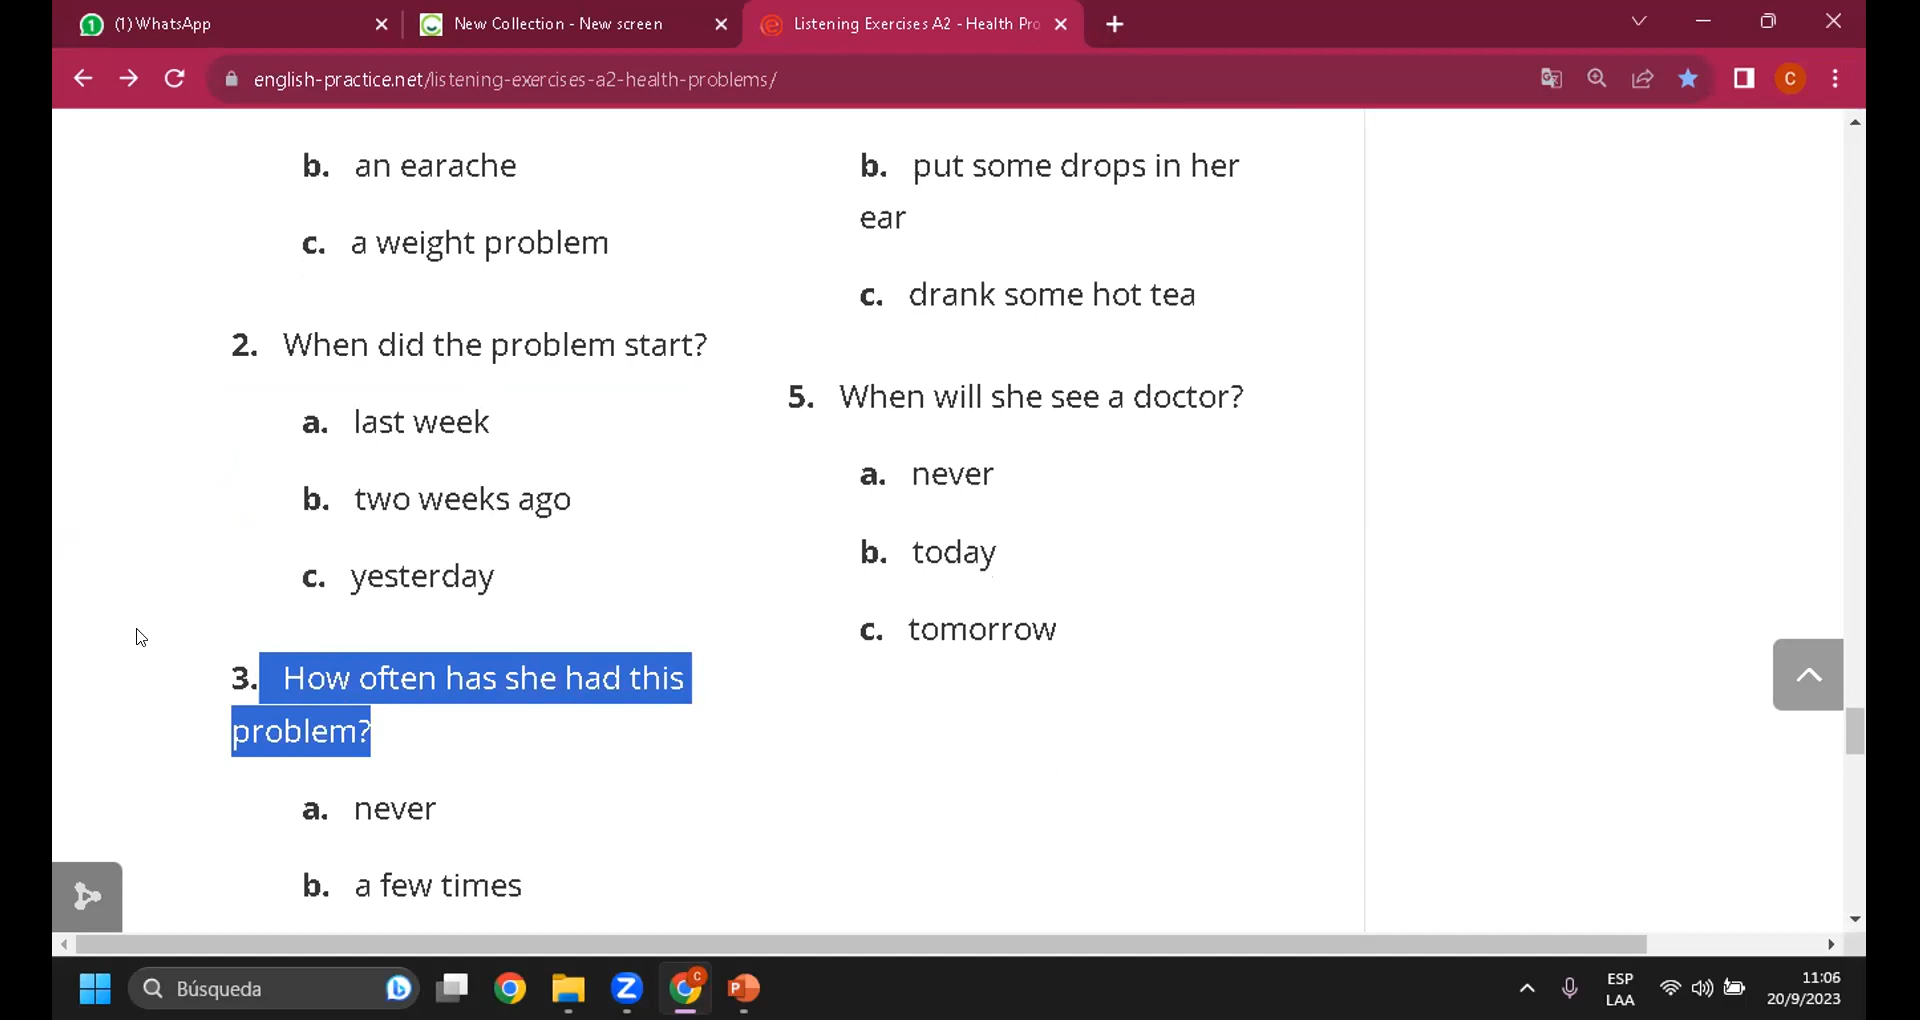 (1) WhatsApp
New Collection - New screen
Listening Exercises A2 - Health Pro
english-practice.net/listening-exercises-a2-health-problems/
C
b. an earache
c. a weight problem
2. When did the problem start?
a. last week
b. two weeks ago
c. yesterday
3. How often has she had this
problem?
a. never
b. a few times
b. put some drops in her
ear
c. drank some hot tea
5. When will she see a doctor?
a. never
b. today
c. tomorrow
Búsqueda
ESP
LAA
11:06
20/9/2023